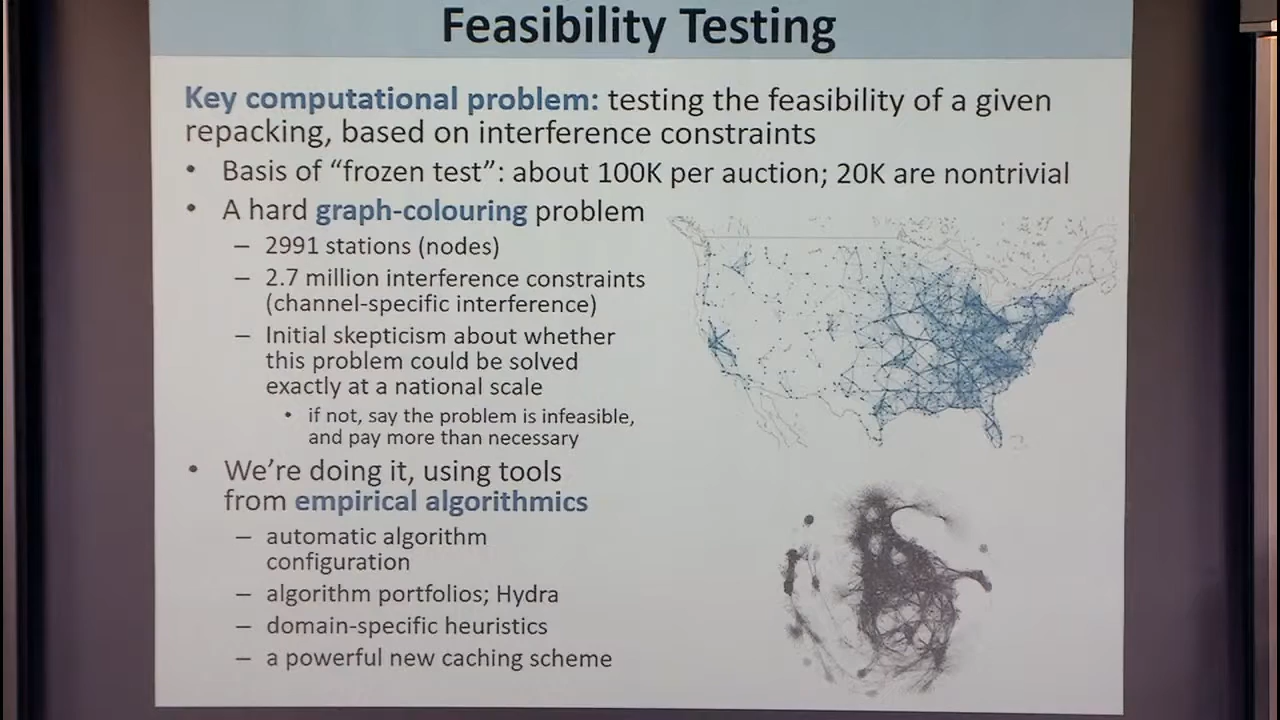 Feasibility Testing
Key computational problem: testing the feasibility of a given
repacking, based on interference constraints
• Basis of “frozen test”: about 100K per auction; 20K are nontrivial
• A hard graph-colouring problem
– 2991 stations (nodes)
– 2.7 million interference constraints
(channel-specific interference)
– Initial skepticism about whether
this problem could be solved
exactly at a national scale
• if not, say the problem is infeasible,
and pay more than necessary
• We’re doing it, using tools
from empirical algorithmics
– automatic algorithm
configuration
– algorithm portfolios; Hydra
– domain-specific heuristics
– a powerful new caching scheme